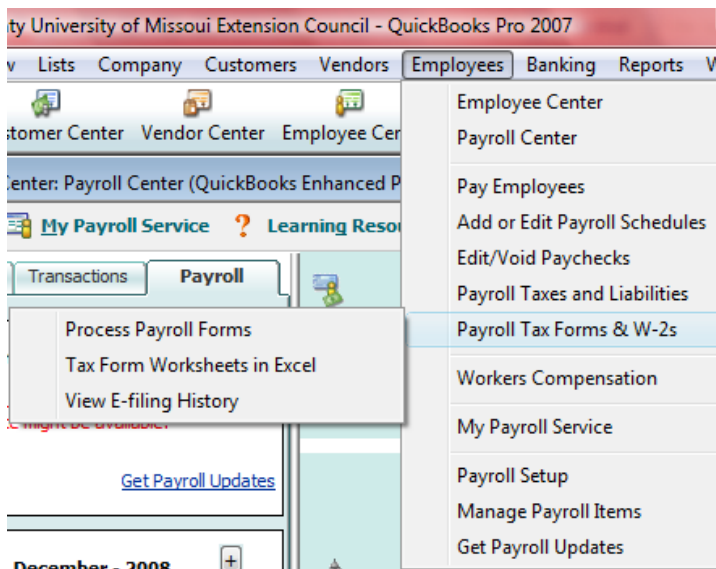 ty University of Missoui Extension Council - QuickBooks Pro 2007
Lists Company Customers Vendors Employees Banking Reports
stomer Center Vendor Center Employee Cer
Center: Payroll Center (QuickBooks Enhanced P
My Payroll Service ? Learning Resou
Transactions Payroll
Employee Center
Payroll Center
Pay Employees
Add or Edit Payroll Schedules
Edit/Void Paychecks
Payroll Taxes and Liabilities
Payroll Tax Forms & W-2s
Workers Compensation
My Payroll Service
Payroll Setup
Manage Payroll Items
Get Payroll Updates
Process Payroll Forms
Tax Form Worksheets in Excel
View E-filing History
might be available.
Get Payroll Updates
December - 2008 +